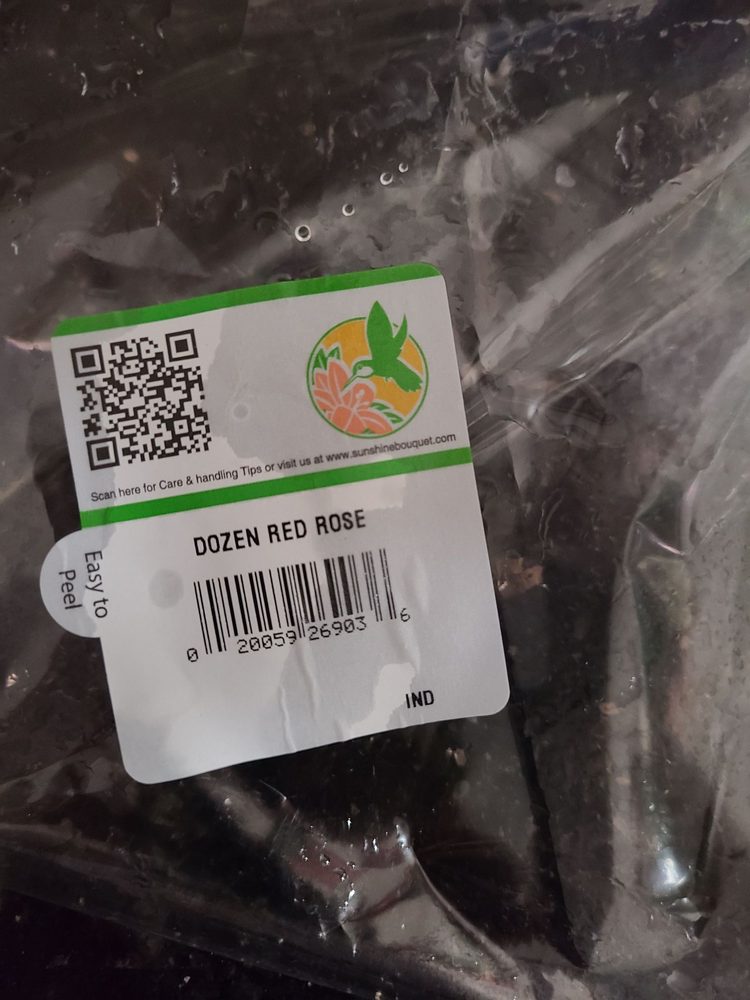 Scan here for Care & handling Tips or visit us at www.sunshinebouquet.com
DOZEN RED ROSE
Easy to
Peel
0 20059 26903 6
IND